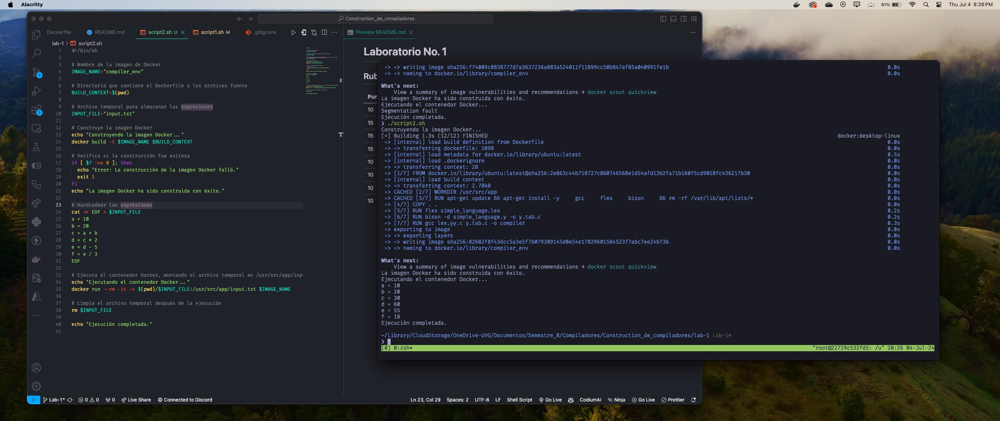 Alacritty
81%
Thu Jul 4 8:26 PM
Construction_de_compiladores
Dockerfile
README.md
script2.sh U
script1.sh M
.gitignore
Preview README.md
lab-1 > script2.sh
1 #!/bin/sh
2
3 # Nombre de la imagen de Docker
4 IMAGE_NAME="compiler_env"
5
6 # Directorio que contiene el Dockerfile y los archivos fuente
7 BUILD_CONTEXT=$(pwd)
8
9 # Archivo temporal para almacenar las expresiones
10 INPUT_FILE="input.txt"
11
12 # Construye la imagen Docker
13 echo "Construyendo la imagen Docker..."
14 docker build -t $IMAGE_NAME $BUILD_CONTEXT
15
16 # Verifica si la construcción fue exitosa
17 if [ $? -ne 0 ]; then
18 echo "Error: La construcción de la imagen Docker falló."
19 exit 1
20 fi
21 echo "La imagen Docker ha sido construida con éxito."
22
23 # Hardcodear las expresiones
24 cat << EOF > $INPUT_FILE
25 a = 10
26 b = 20
27 c = a + b
28 d = c * 2
29 e = d - 5
30 f = e / 3
31 EOF
32
33 # Ejecuta el contenedor Docker, montando el archivo temporal en /usr/src/app/inp
34 echo "Ejecutando el contenedor Docker..."
35 docker run --rm -it -v $(pwd)/$INPUT_FILE:/usr/src/app/input.txt $IMAGE_NAME
36
37 # Limpia el archivo temporal después de la ejecución
38 rm $INPUT_FILE
39
40 echo "Ejecución completada."
41
4
2
Laboratorio No. 1
Rub
Pun
10
15
15
15
10
10
10
10
=> => writing image sha256:f74009c8838777d7a3637236a883a524011f11899cc50b847af85a040991fe1b 0.0s
=> => naming to docker.io/library/compiler_env 0.0s
What's next:
View a summary of image vulnerabilities and recommendations → docker scout quickview
La imagen Docker ha sido construida con éxito.
Ejecutando el contenedor Docker...
Segmentation fault
Ejecución completada.
❯ ./script2.sh
Construyendo la imagen Docker...
[+] Building 1.3s (12/12) FINISHED docker:desktop-linux
=> [internal] load build definition from Dockerfile 0.0s
=> => transferring dockerfile: 589B 0.0s
=> [internal] load metadata for docker.io/library/ubuntu:latest 0.5s
=> [internal] load .dockerignore 0.0s
=> => transferring context: 2B 0.0s
=> [1/7] FROM docker.io/library/ubuntu:latest@sha256:2e863c44b718727c860746568e1d54afd13b2fa71b160f5cd9058fc436217b30 0.0s
=> [internal] load build context 0.0s
=> => transferring context: 2.78kB 0.0s
=> CACHED [2/7] WORKDIR /usr/src/app 0.0s
=> CACHED [3/7] RUN apt-get update && apt-get install -y gcc flex bison && rm -rf /var/lib/apt/lists/* 0.0s
=> [4/7] COPY . . 0.0s
=> [5/7] RUN flex simple_language.lex 0.2s
=> [6/7] RUN bison -d simple_language.y -o y.tab.c 0.2s
=> [7/7] RUN gcc lex.yy.c y.tab.c -o compiler 0.3s
=> exporting to image 0.0s
=> => exporting layers 0.0s
=> => writing image sha256:82682f8f43dcc5a3e5f7b079389145d0e54e17829601584523f7abc7ee24b73b 0.0s
=> => naming to docker.io/library/compiler_env 0.0s
What's next:
View a summary of image vulnerabilities and recommendations → docker scout quickview
La imagen Docker ha sido construida con éxito.
Ejecutando el contenedor Docker...
a = 10
b = 20
c = 30
d = 60
e = 55
f = 18
Ejecución completada.
~/Library/CloudStorage/OneDrive-UVG/Documentos/Semestre_8/Compiladores/Construction_de_compiladores/lab-1 Lab-1*
❯
[0] 0:zsh* "root@22729c532fd5: /u" 20:26 04-Jul-24
Lab-1* 0 0 0 Live Share Connected to Discord Ln 23, Col 29 Spaces: 2 UTF-8 LF Shell Script Go Live CodiumAI Ninja Go Live Prettier